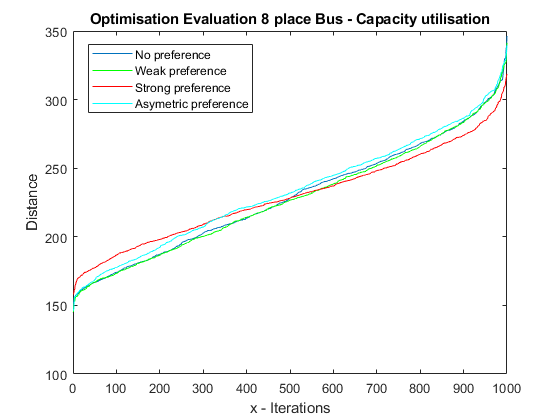 Optimisation Evaluation 8 place Bus - Capacity utilisation
350
300
250
200
150
100
Distance
No preference
Weak preference
Strong preference
Asymetric preference
0 100 200 300 400 500 600 700 800 900 1000
x - Iterations